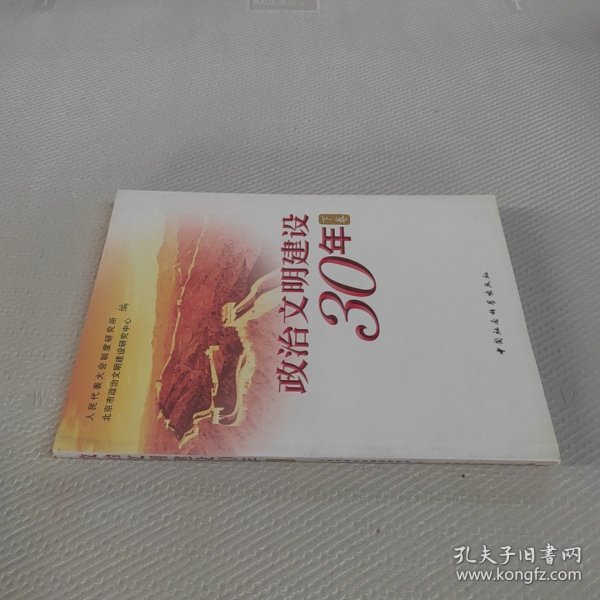 政治文明建设
30年
下卷
人民代表大会制度研究所
北京市政治文明建设研究中心
编
中国社会科学出版社
孔夫子旧书网
www.kongfz.com